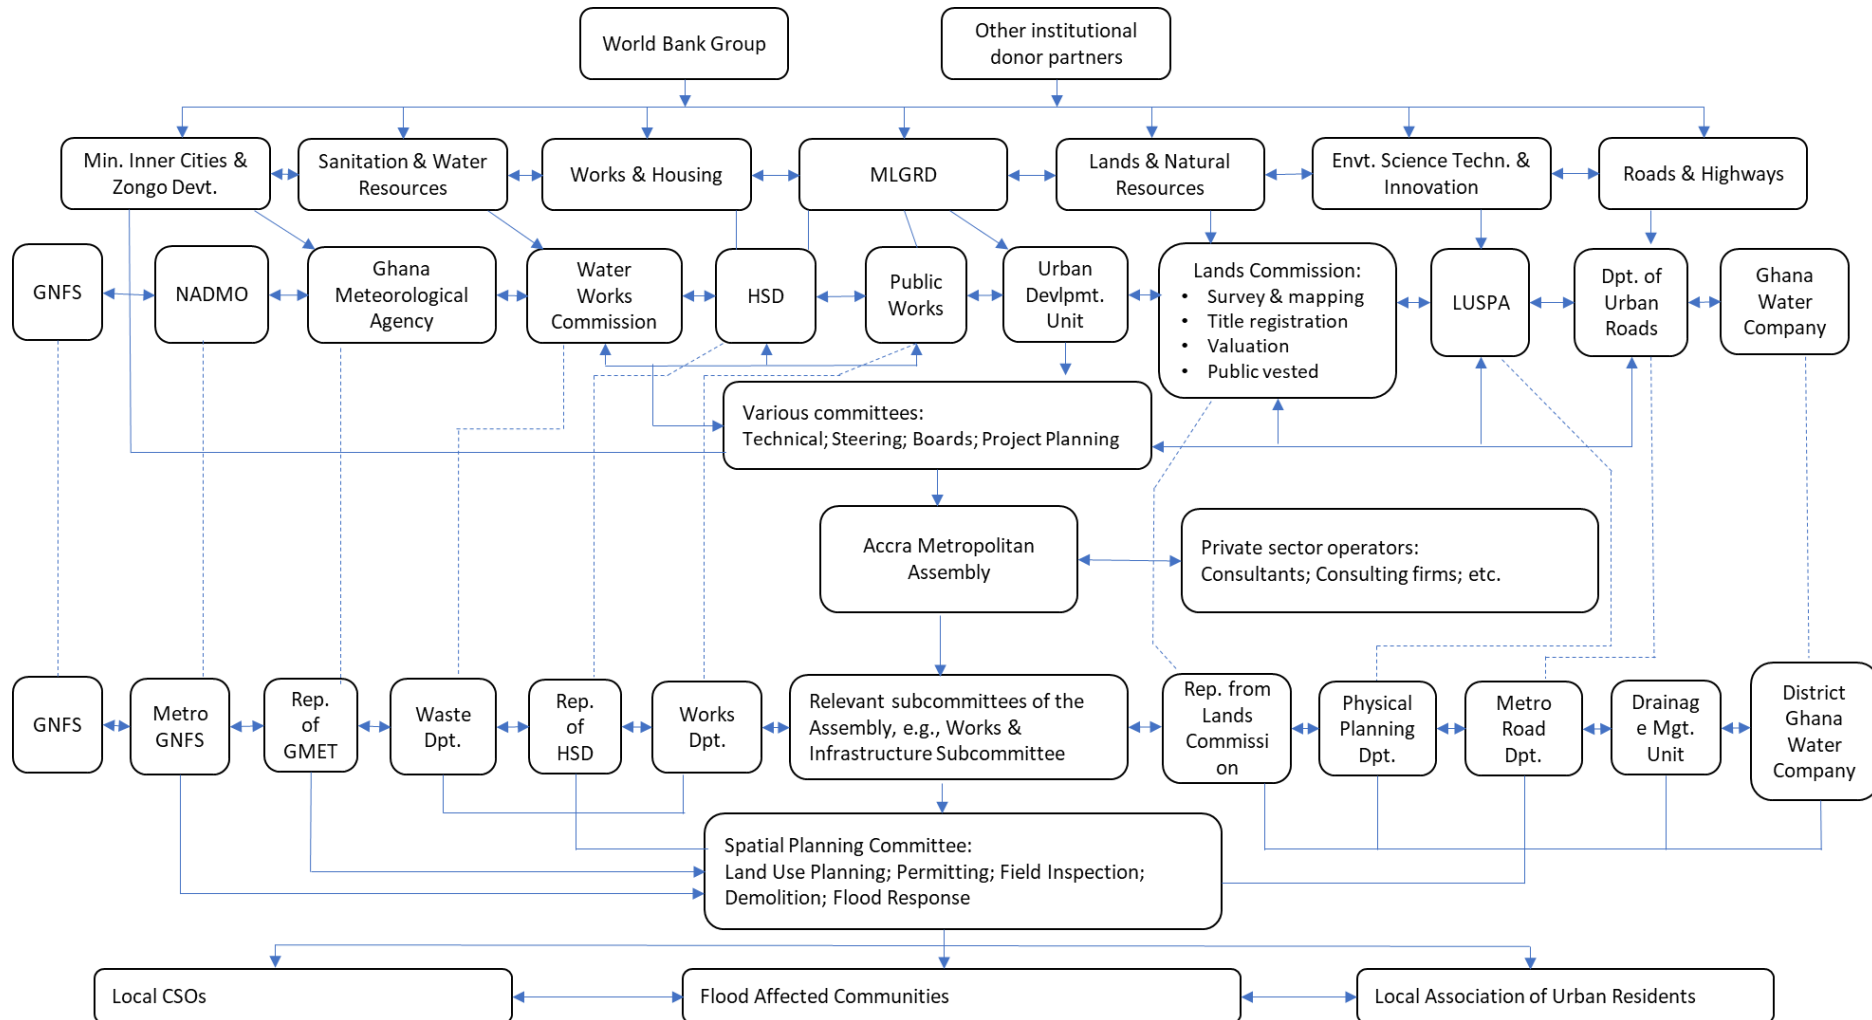 World Bank Group
Other institutional
donor partners
Min. Inner Cities &
Zongo Devt.
Sanitation & Water
Resources
Works & Housing
MLGRD
Lands & Natural
Resources
Envt. Science Techn. &
Innovation
Roads & Highways
GNFS
NADMO
Ghana
Meteorological
Agency
Water
Works
Commission
HSD
Public
Works
Urban
Devlpmt.
Unit
Lands Commission:
• Survey & mapping
• Title registration
• Valuation
• Public vested
LUSPA
Dpt. of
Urban
Roads
Ghana
Water
Company
Various committees:
Technical; Steering; Boards; Project Planning
Accra Metropolitan
Assembly
Private sector operators:
Consultants; Consulting firms; etc.
GNFS
Metro
GNFS
Rep.
of
GMET
Waste
Dpt.
Rep.
of
HSD
Works
Dpt.
Relevant subcommittees of the
Assembly, e.g., Works &
Infrastructure Subcommittee
Rep. from
Lands
Commissi
on
Physical
Planning
Dpt.
Metro
Road
Dpt.
Drainag
e Mgt.
Unit
District
Ghana
Water
Company
Spatial Planning Committee:
Land Use Planning; Permitting; Field Inspection;
Demolition; Flood Response
Local CSOs
Flood Affected Communities
Local Association of Urban Residents